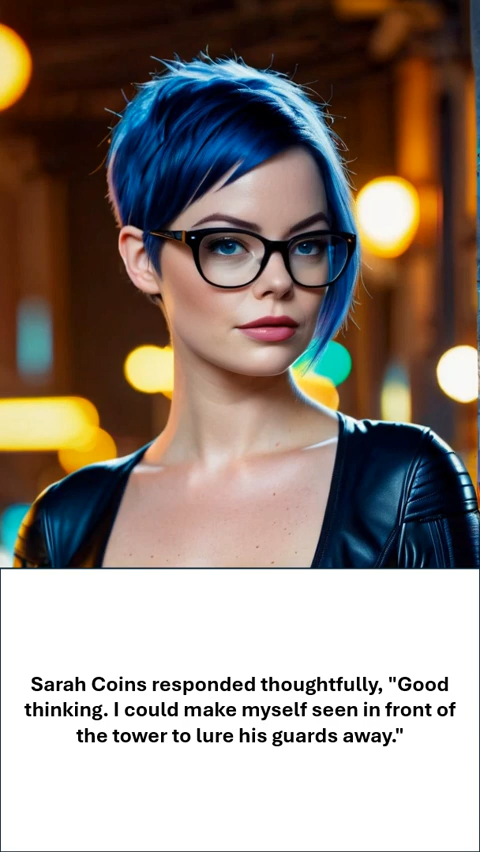 Sarah Coins responded thoughtfully, "Good
thinking. I could make myself seen in front of
the tower to lure his guards away."